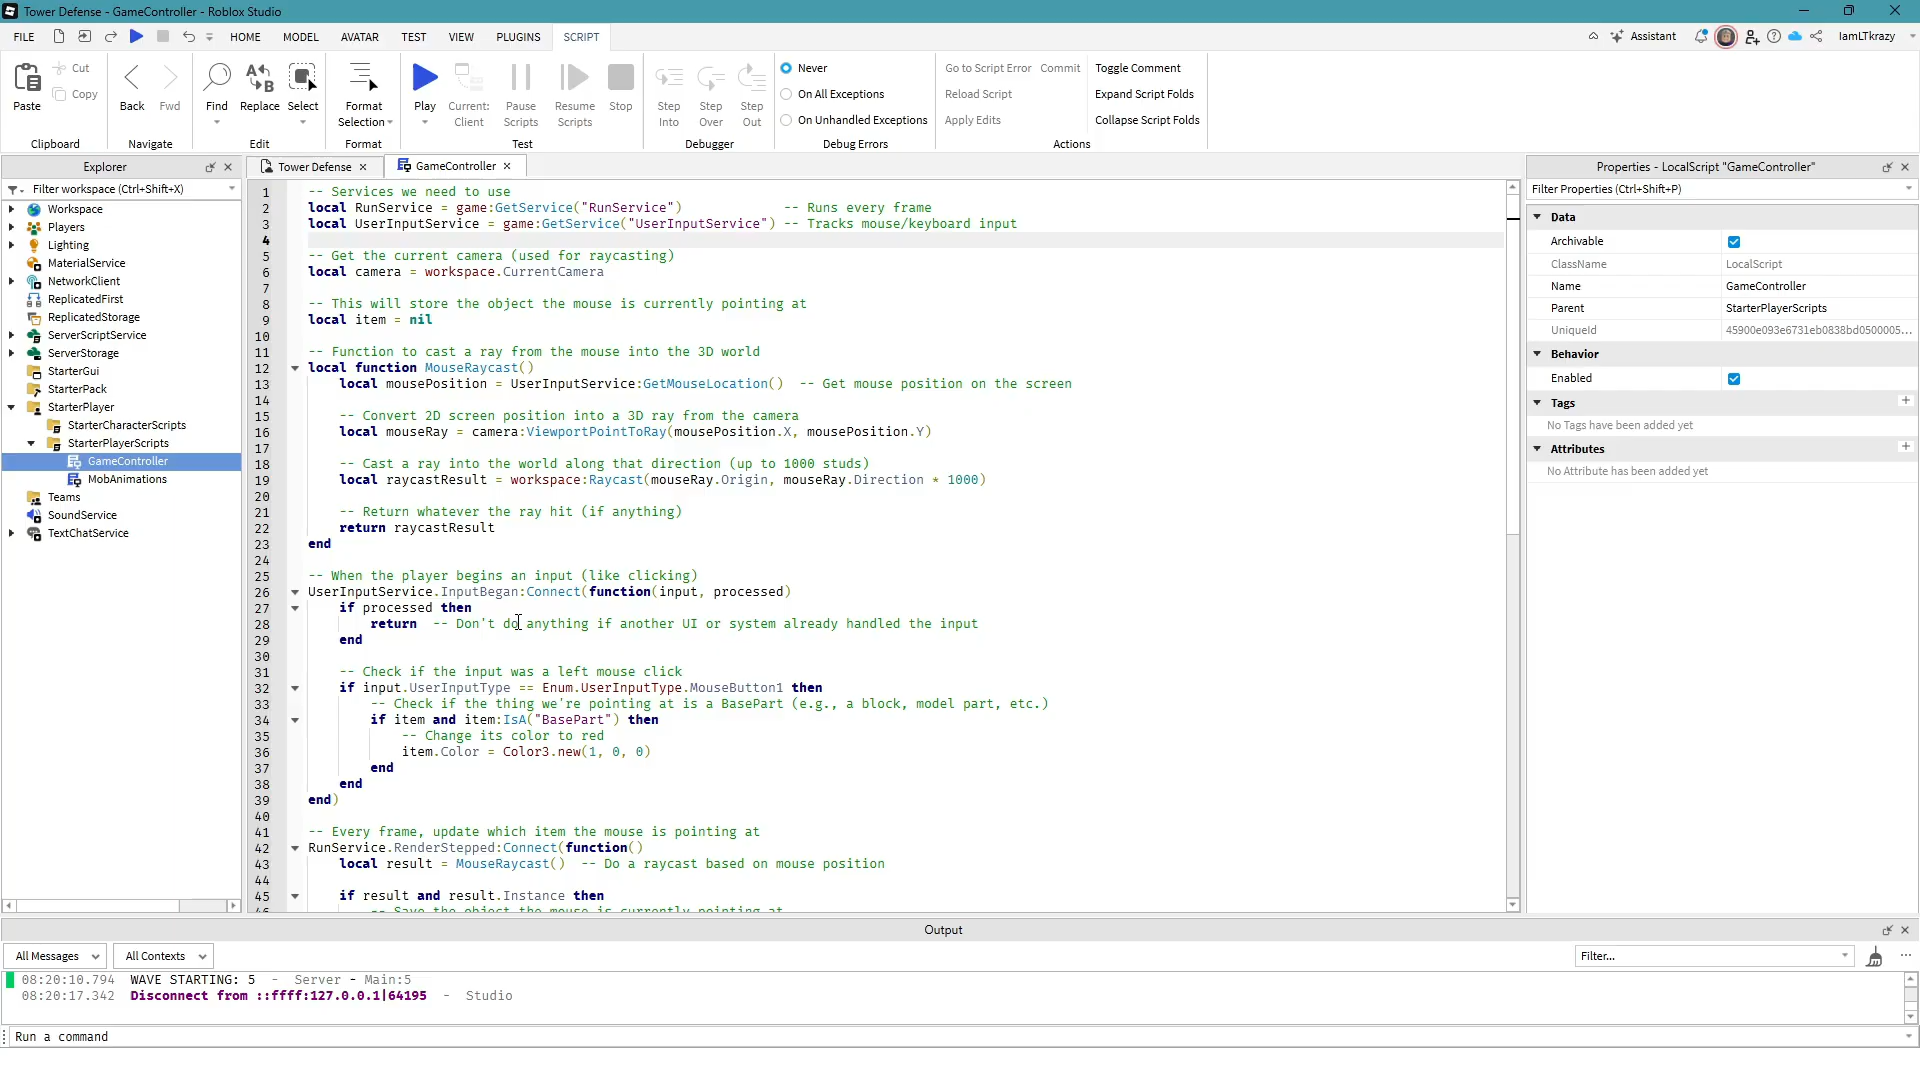 Tower Defense - GameController - Roblox Studio
FILE HOME MODEL AVATAR TEST VIEW PLUGINS SCRIPT Assistant IamLTkrazy
Paste Cut Copy
Clipboard
Back Fwd
Navigate
Find Replace Select
Edit
Format Selection
Format
Play Current: Client Pause Scripts Resume Scripts Stop
Test
Step Into Step Over Step Out
Debugger
Never
On All Exceptions
On Unhandled Exceptions
Debug Errors
Go to Script Error Commit Toggle Comment
Reload Script Expand Script Folds
Apply Edits Collapse Script Folds
Actions
Explorer
Filter workspace (Ctrl+Shift+X)
Workspace
Players
Lighting
MaterialService
NetworkClient
ReplicatedFirst
ReplicatedStorage
ServerScriptService
ServerStorage
StarterGui
StarterPack
StarterPlayer
StarterCharacterScripts
StarterPlayerScripts
GameController
MobAnimations
Teams
SoundService
TextChatService
Tower Defense GameController
1 -- Services we need to use
2 local RunService = game:GetService("RunService") -- Runs every frame
3 local UserInputService = game:GetService("UserInputService") -- Tracks mouse/keyboard input
4
5 -- Get the current camera (used for raycasting)
6 local camera = workspace.CurrentCamera
7
8 -- This will store the object the mouse is currently pointing at
9 local item = nil
10
11 -- Function to cast a ray from the mouse into the 3D world
12 local function MouseRaycast()
13 local mousePosition = UserInputService:GetMouseLocation() -- Get mouse position on the screen
14
15 -- Convert 2D screen position into a 3D ray from the camera
16 local mouseRay = camera:ViewportPointToRay(mousePosition.X, mousePosition.Y)
17
18 -- Cast a ray into the world along that direction (up to 1000 studs)
19 local raycastResult = workspace:Raycast(mouseRay.Origin, mouseRay.Direction * 1000)
20
21 -- Return whatever the ray hit (if anything)
22 return raycastResult
23 end
24
25 -- When the player begins an input (like clicking)
26 UserInputService.InputBegan:Connect(function(input, processed)
27 if processed then
28 return -- Don't do anything if another UI or system already handled the input
29 end
30
31 -- Check if the input was a left mouse click
32 if input.UserInputType == Enum.UserInputType.MouseButton1 then
33 -- Check if the thing we're pointing at is a BasePart (e.g., a block, model part, etc.)
34 if item and item:IsA("BasePart") then
35 -- Change its color to red
36 item.Color = Color3.new(1, 0, 0)
37 end
38 end
39 end)
40
41 -- Every frame, update which item the mouse is pointing at
42 RunService.RenderStepped:Connect(function()
43 local result = MouseRaycast() -- Do a raycast based on mouse position
44
45 if result and result.Instance then
46 -- Save the object the mouse is currently pointing at
Properties - LocalScript "GameController"
Filter Properties (Ctrl+Shift+P)
Data
Archivable
ClassName LocalScript
Name GameController
Parent StarterPlayerScripts
UniqueId 45900e093e6731eb0838bd0500005...
Behavior
Enabled
Tags
No Tags have been added yet
Attributes
No Attribute has been added yet
Output
All Messages All Contexts Filter...
08:20:10.794 WAVE STARTING: 5 - Server - Main:5
08:20:17.342 Disconnect from ::ffff:127.0.0.1|64195 - Studio
Run a command